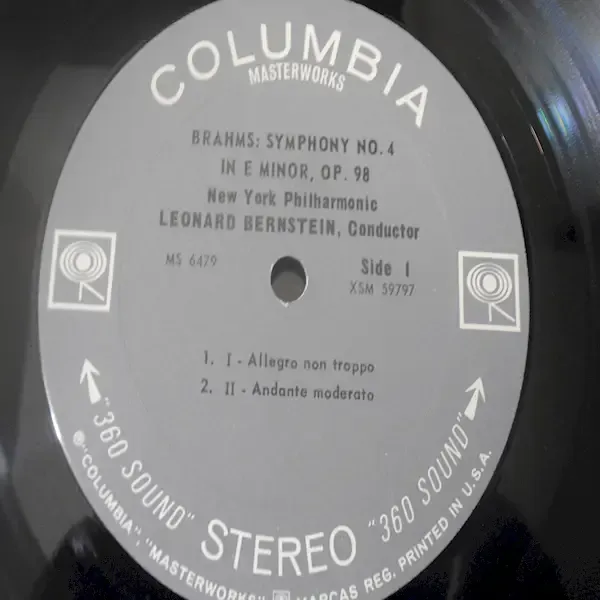 COLUMBIA
MASTERWORKS
BRAHMS: SYMPHONY NO. 4
IN E MINOR, OP. 98
New York Philharmonic
LEONARD BERNSTEIN, Conductor
MS 6479
Side 1
XSM 59797
1. I - Allegro non troppo
2. II - Andante moderato
"360 SOUND" STEREO "360 SOUND"
® "COLUMBIA", "MASTERWORKS" MARCAS REG. PRINTED IN U.S.A.